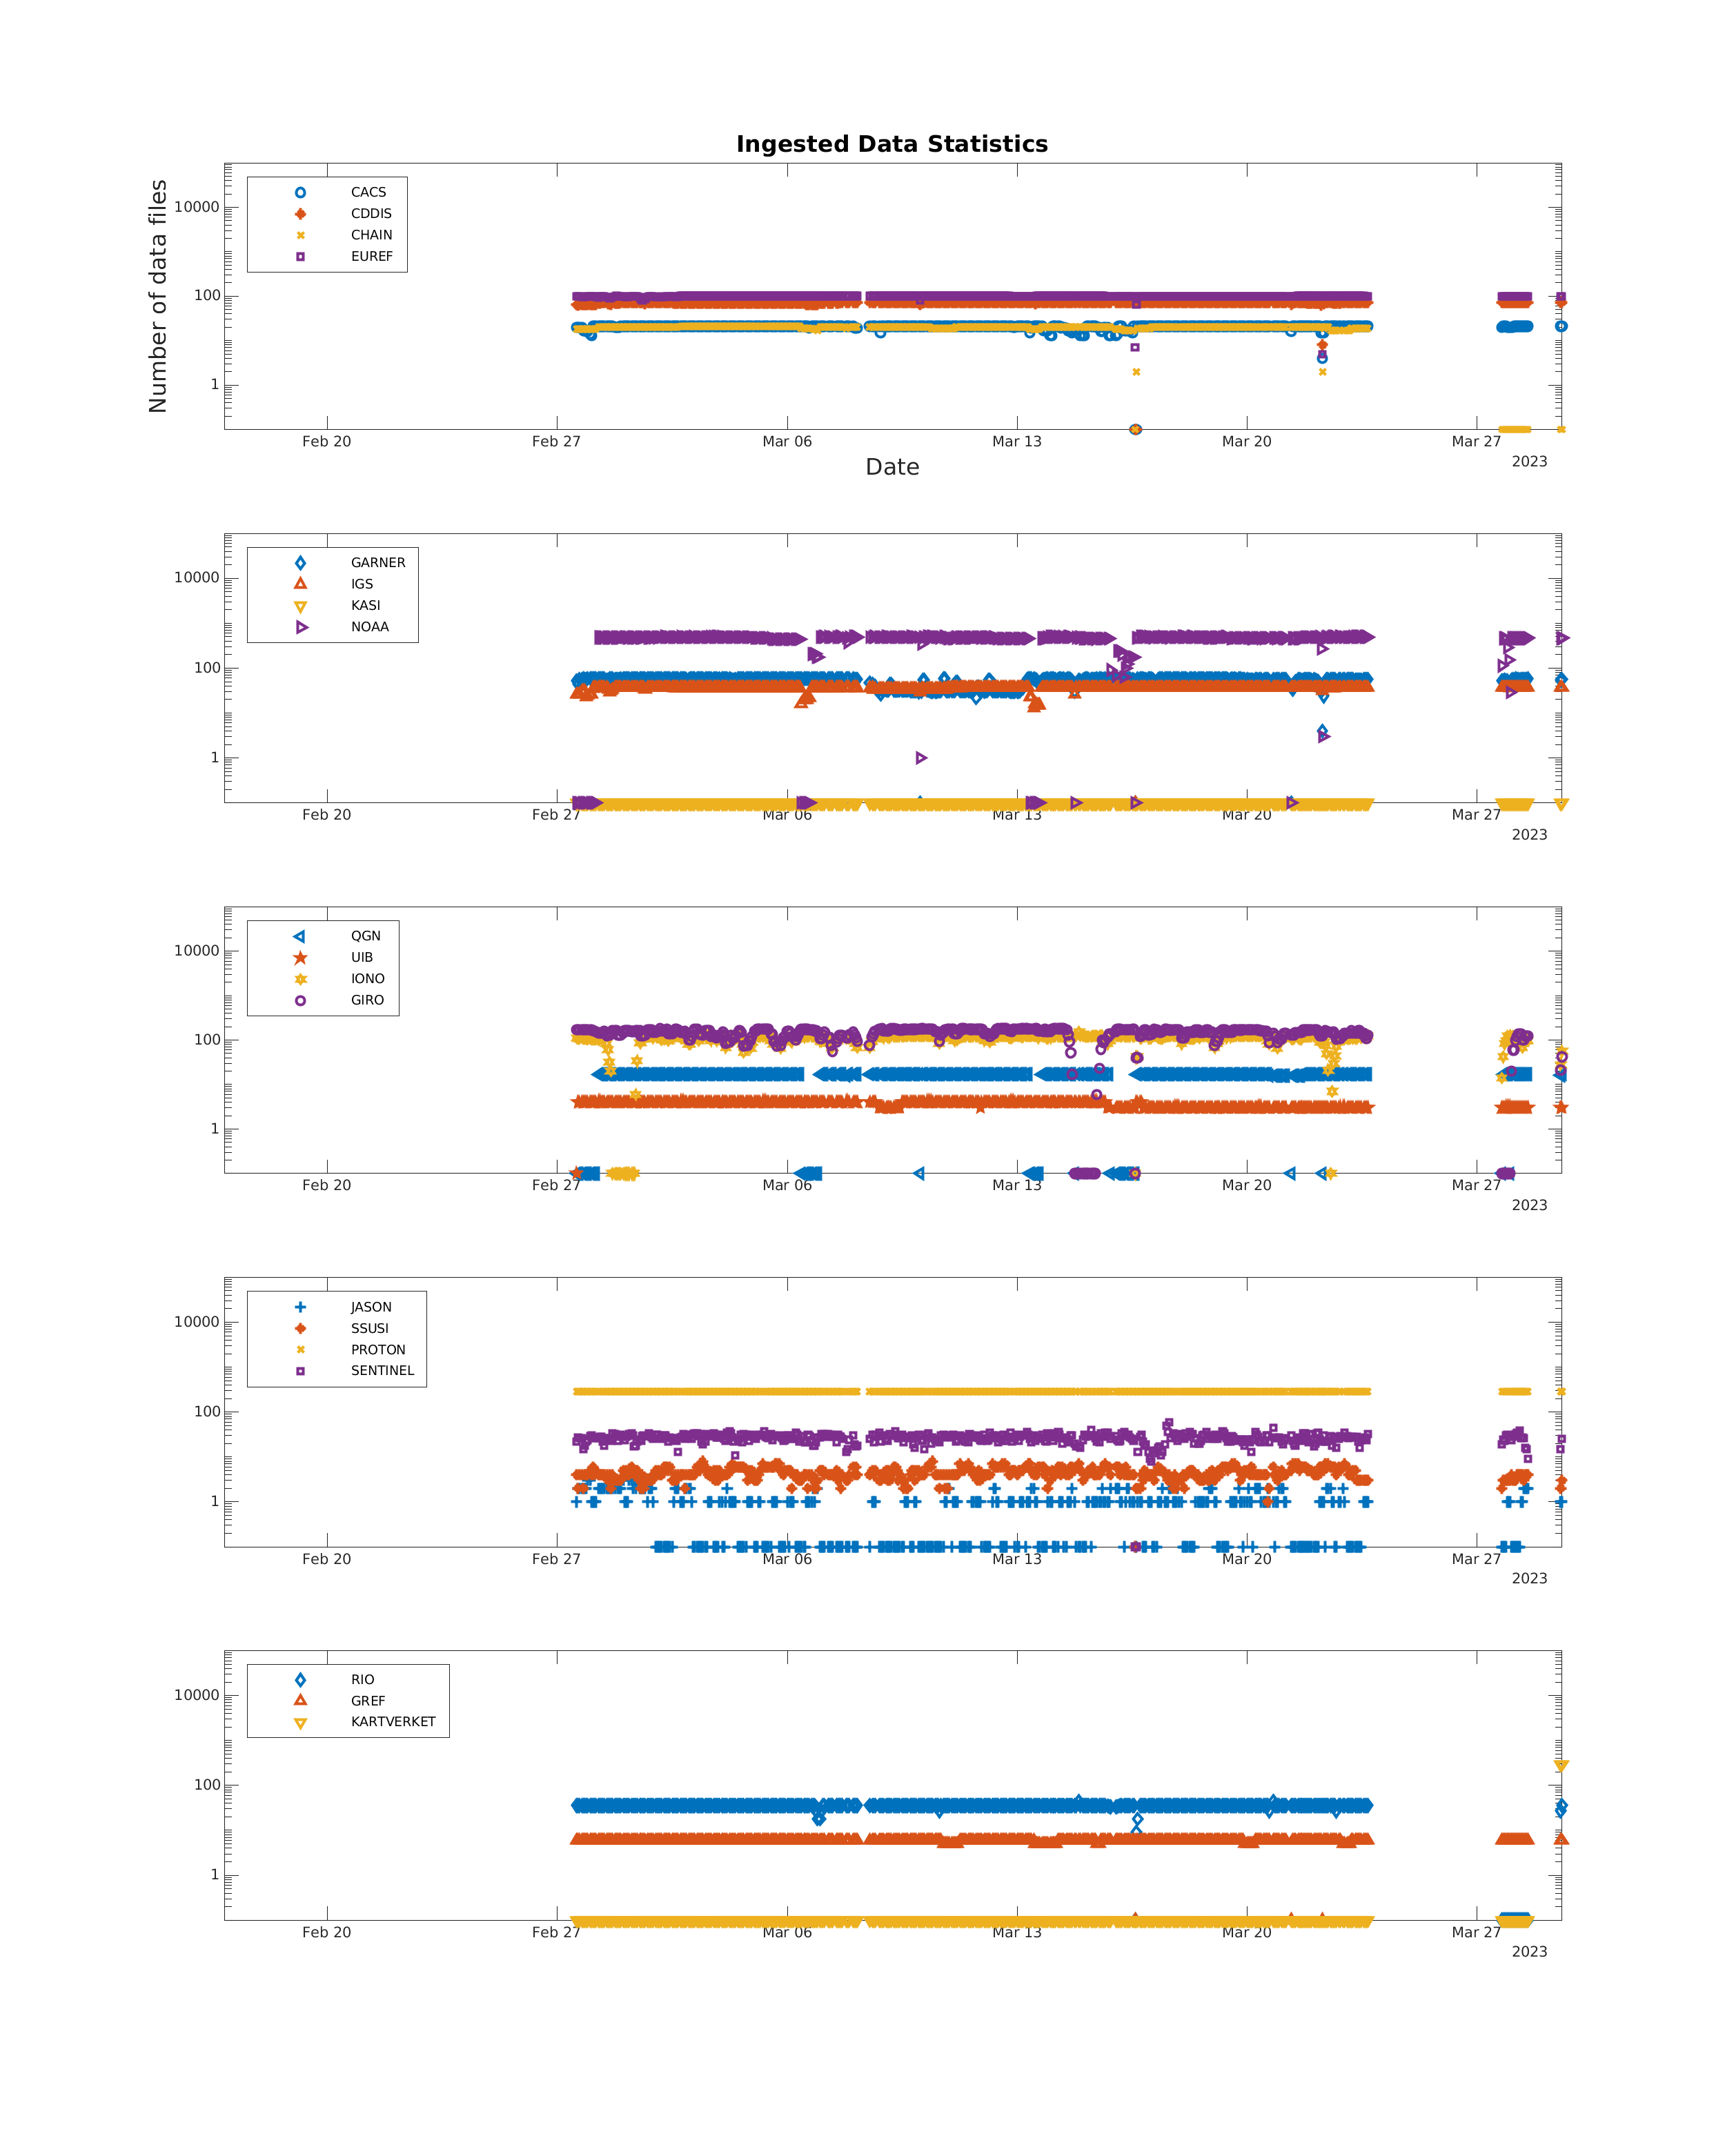 Ingested Data Statistics
Number of data files
10000
100
1
CACS
CDDIS
CHAIN
EUREF
Feb 20 Feb 27 Mar 06 Mar 13 Mar 20 Mar 27
2023
Date
10000
100
1
GARNER
IGS
KASI
NOAA
Feb 20 Feb 27 Mar 06 Mar 13 Mar 20 Mar 27
2023
10000
100
1
QGN
UIB
IONO
GIRO
Feb 20 Feb 27 Mar 06 Mar 13 Mar 20 Mar 27
2023
10000
100
1
JASON
SSUSI
PROTON
SENTINEL
Feb 20 Feb 27 Mar 06 Mar 13 Mar 20 Mar 27
2023
10000
100
1
RIO
GREF
KARTVERKET
Feb 20 Feb 27 Mar 06 Mar 13 Mar 20 Mar 27
2023